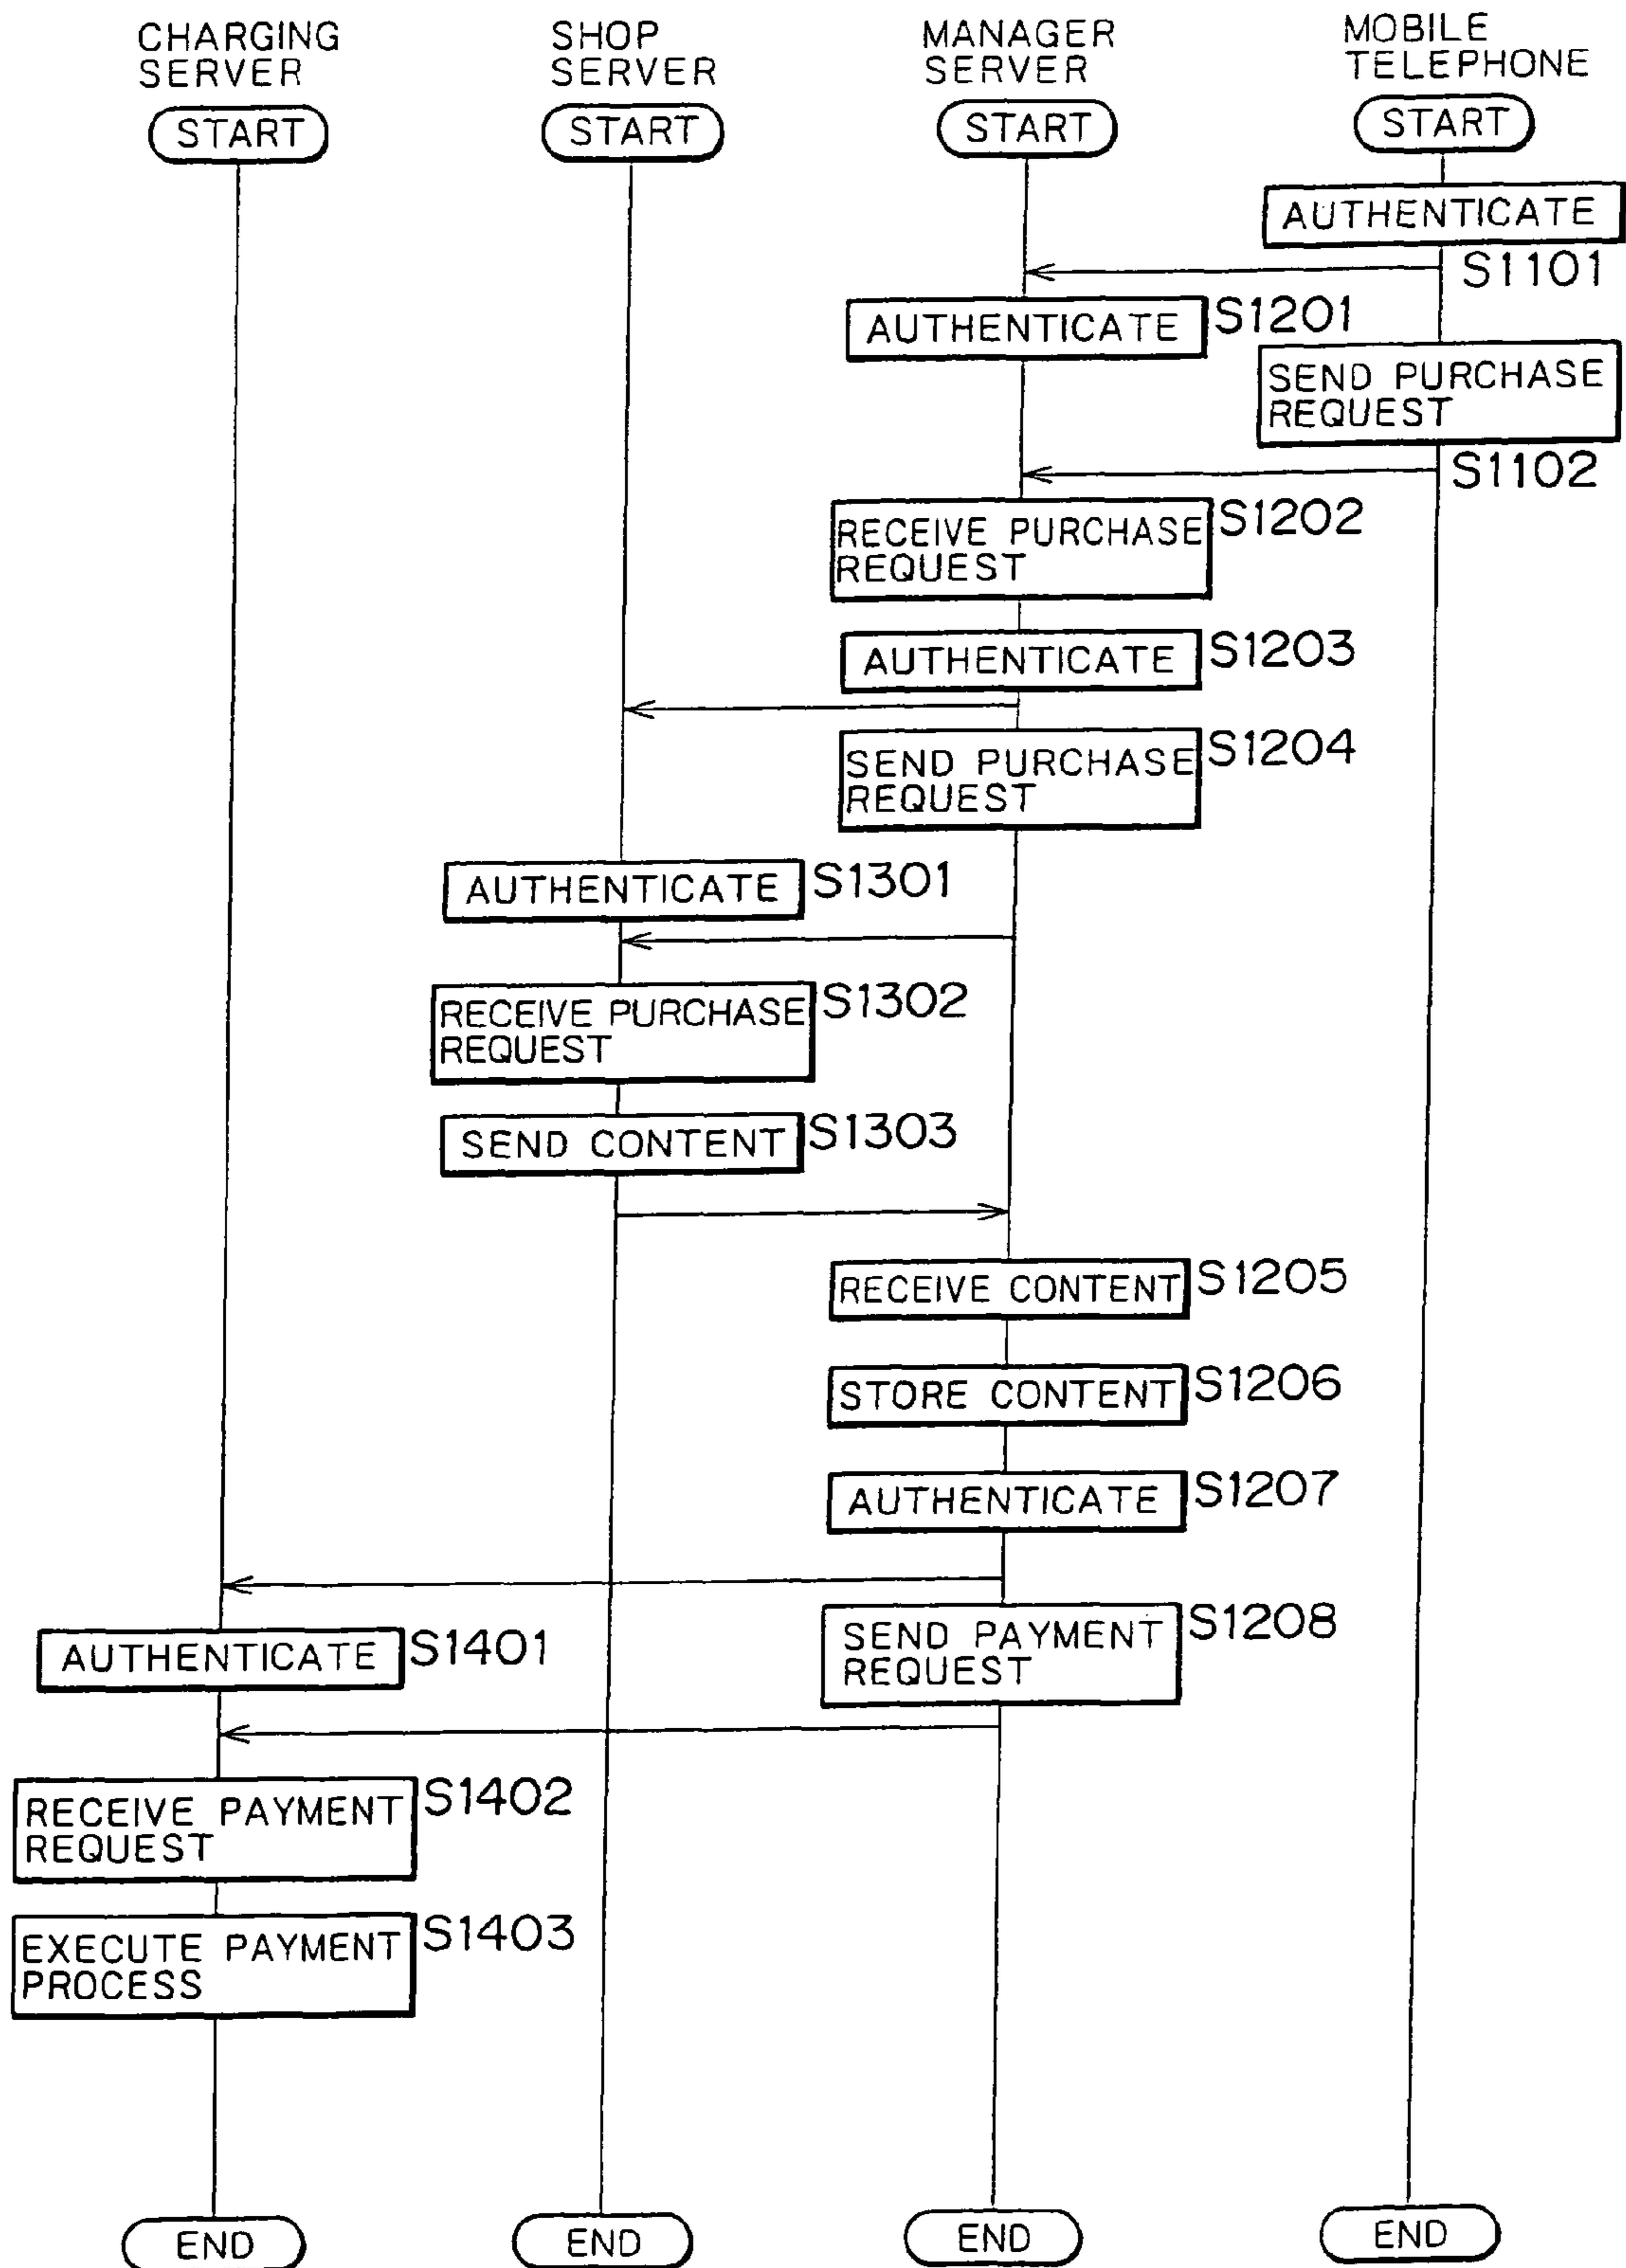 CHARGING
SERVER
SHOP
SERVER
MANAGER
SERVER
MOBILE
TELEPHONE
START
START
START
START
AUTHENTICATE
S1101
AUTHENTICATE
S1201
SEND PURCHASE
REQUEST
S1102
RECEIVE PURCHASE
REQUEST
S1202
AUTHENTICATE
S1203
SEND PURCHASE
REQUEST
S1204
AUTHENTICATE
S1301
RECEIVE PURCHASE
REQUEST
S1302
SEND CONTENT
S1303
RECEIVE CONTENT
S1205
STORE CONTENT
S1206
AUTHENTICATE
S1207
SEND PAYMENT
REQUEST
S1208
AUTHENTICATE
S1401
RECEIVE PAYMENT
REQUEST
S1402
EXECUTE PAYMENT
PROCESS
S1403
END
END
END
END